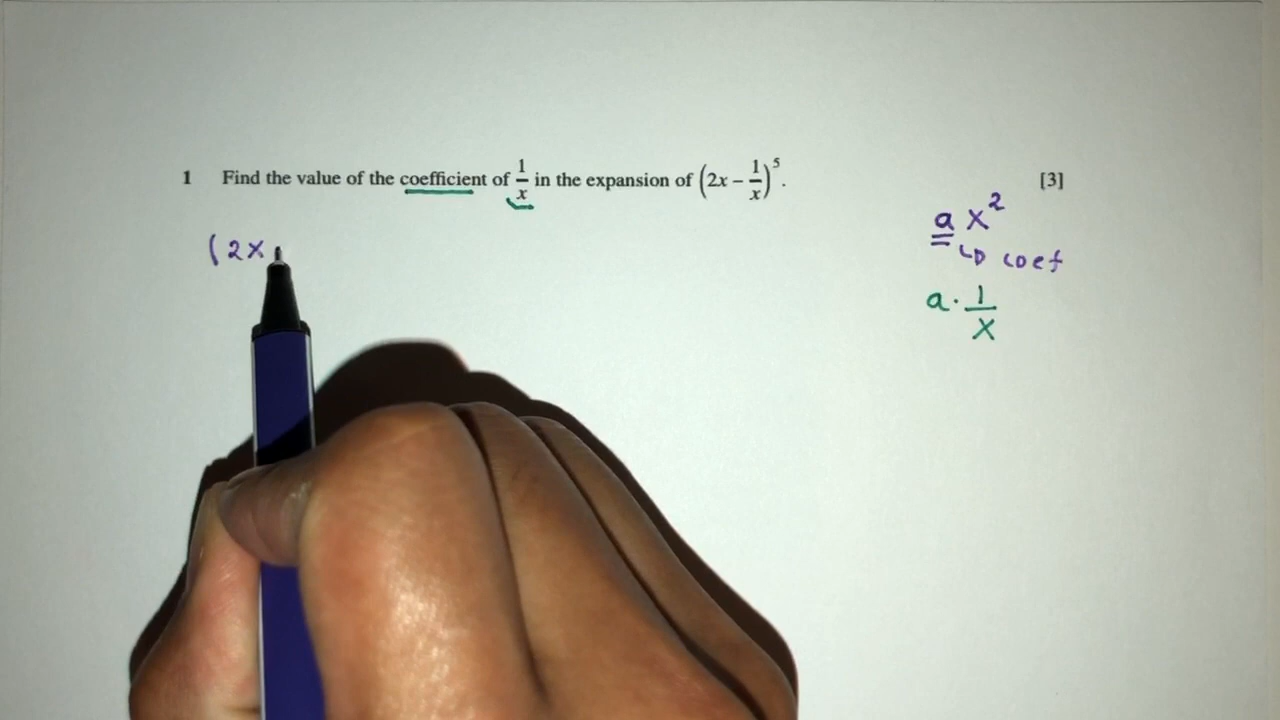 1 Find the value of the coefficient of 1/x in the expansion of (2x − 1/x)^5. [3]
a x^2
↳ coef
(2x
a · 1/x